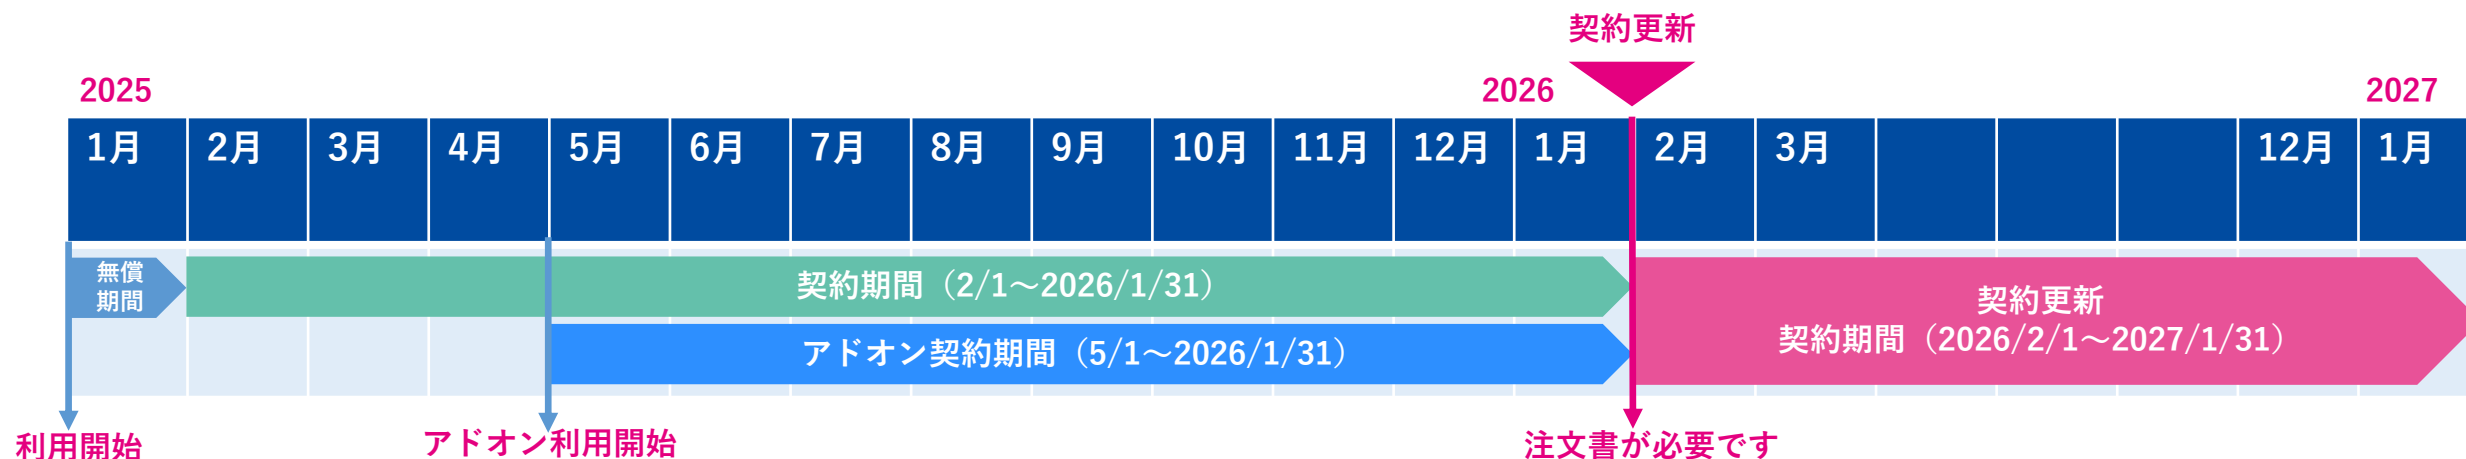 契約更新
2025
2026
2027
1月
2月
3月
4月
5月
6月
7月
8月
9月
10月
11月
12月
1月
2月
3月
12月
1月
無償
期間
契約期間（2/1～2026/1/31）
アドオン契約期間（5/1～2026/1/31）
契約更新
契約期間（2026/2/1～2027/1/31）
利用開始
アドオン利用開始
注文書が必要です